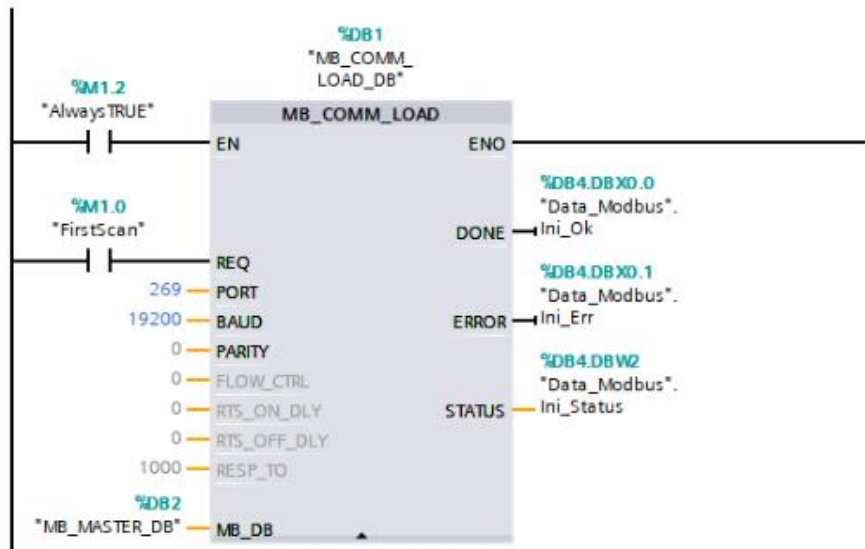 %DB1
"MB_COMM_
LOAD_DB"
%M1.2
"AlwaysTRUE"
MB_COMM_LOAD
EN
ENO
%M1.0
"FirstScan"
REQ
%DB4.DBX0.0
"Data_Modbus".
DONE
Ini_Ok
269
PORT
%DB4.DBX0.1
"Data_Modbus".
19200
BAUD
ERROR
Ini_Err
0
PARITY
%DB4.DBW2
0
FLOW_CTRL
"Data_Modbus".
0
RTS_ON_DLY
STATUS
Ini_Status
0
RTS_OFF_DLY
1000
RESP_TO
%DB2
"MB_MASTER_DB"
MB_DB